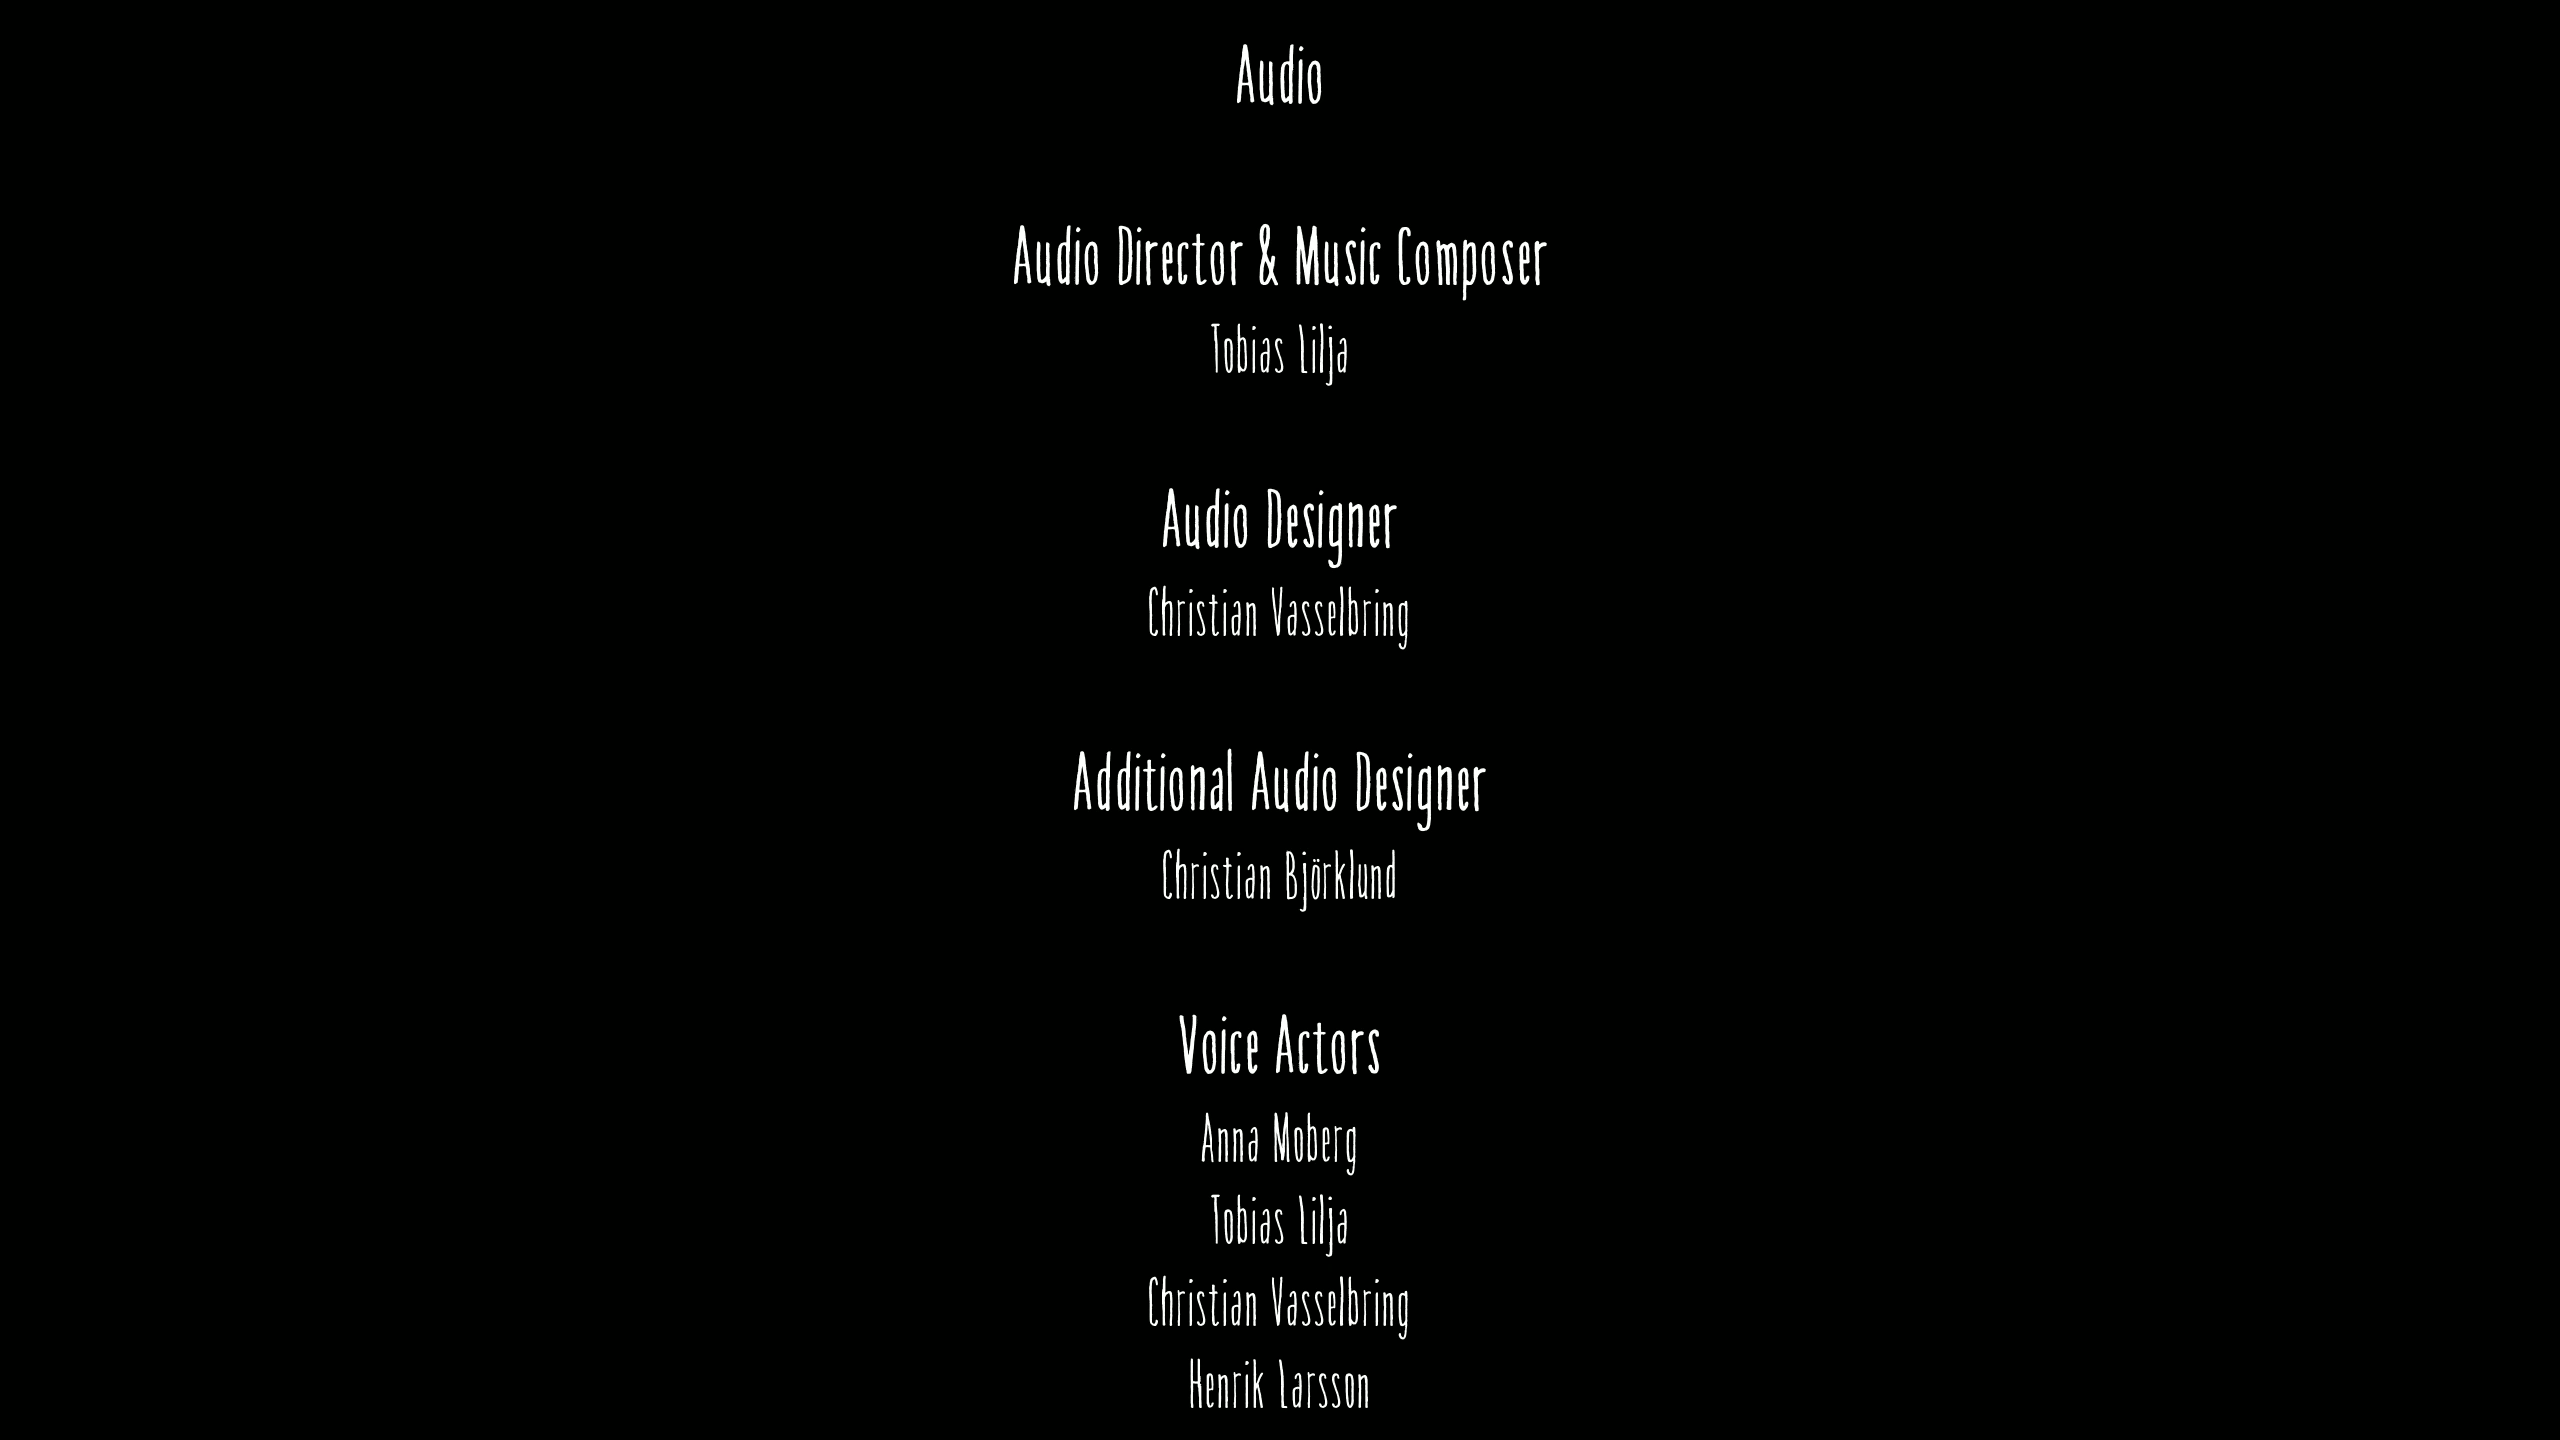 Audio
Audio Director & Music Composer
Tobias Lilja
Audio Designer
Christian Vasselbring
Additional Audio Designer
Christian Björklund
Voice Actors
Anna Moberg
Tobias Lilja
Christian Vasselbring
Henrik Larsson